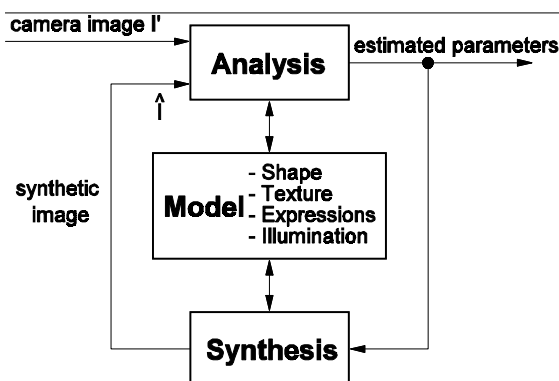 camera image I'
Analysis
estimated parameters
Î
synthetic
image
Model
- Shape
- Texture
- Expressions
- Illumination
Synthesis